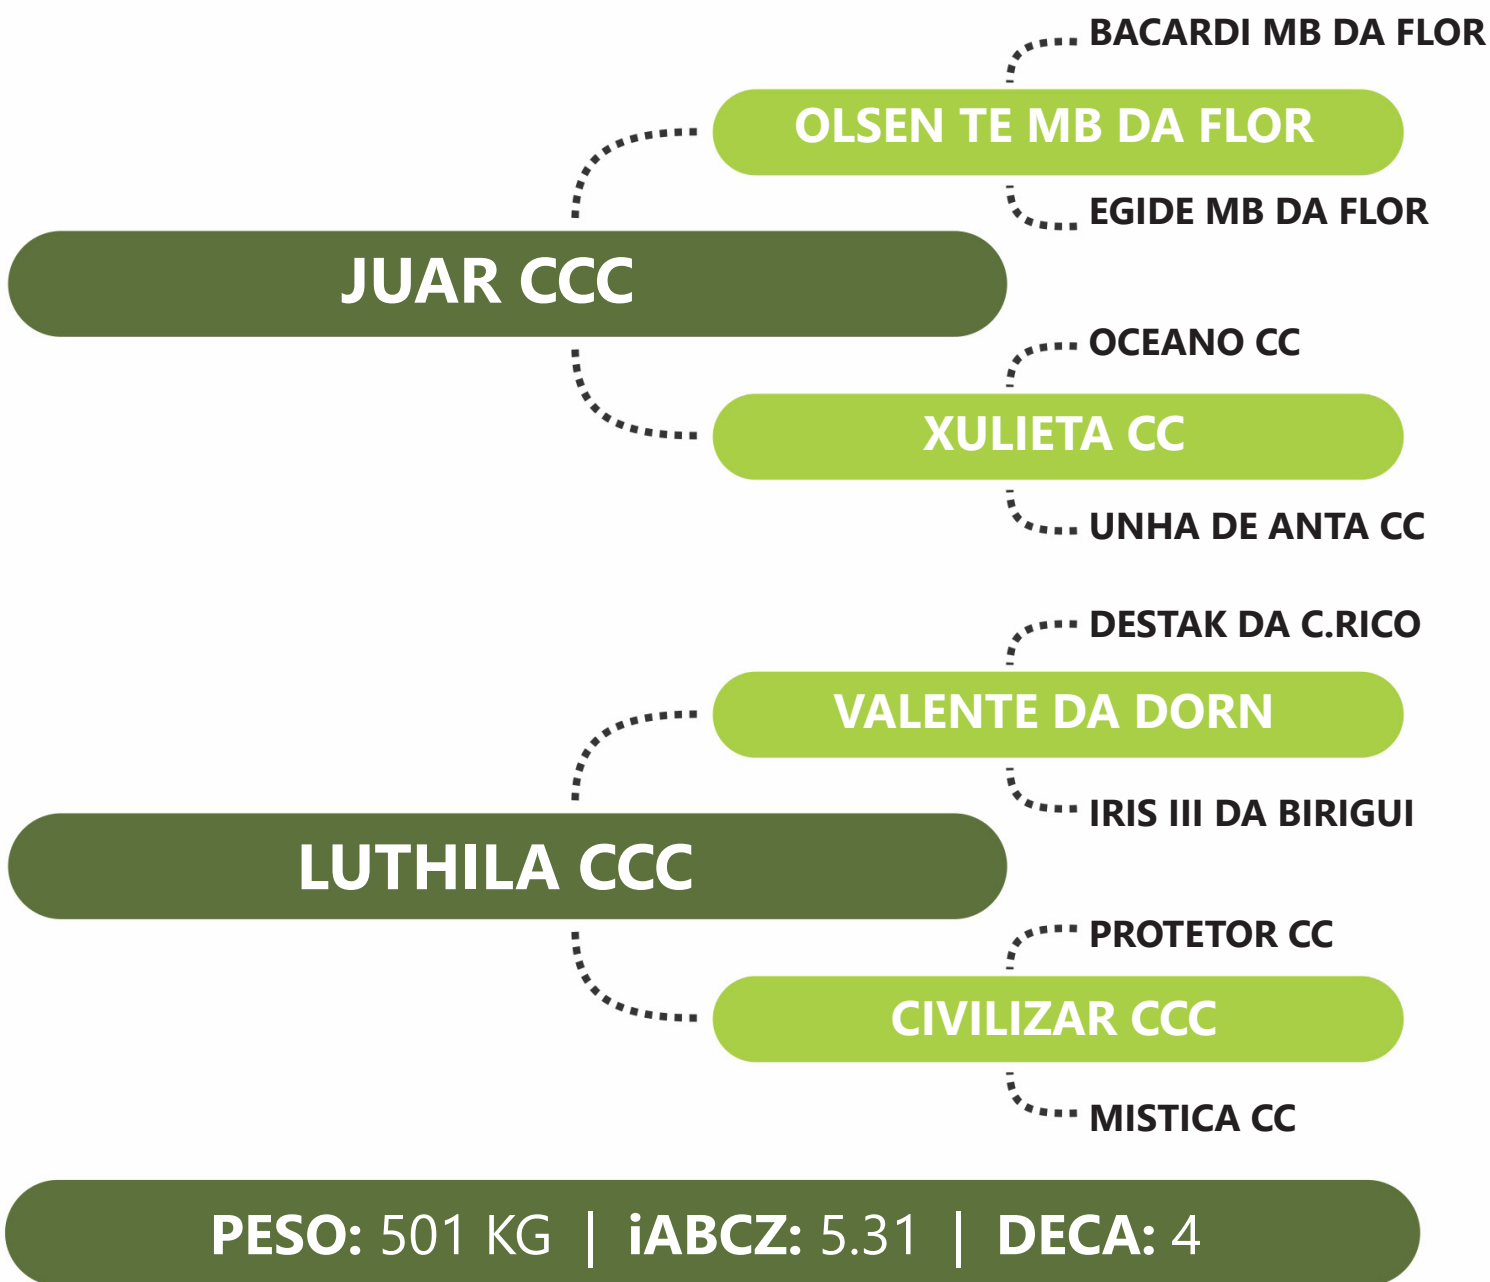 BACARDI MB DA FLOR
OLSEN TE MB DA FLOR
EGIDE MB DA FLOR
JUAR CCC
OCEANO CC
XULIETA CC
UNHA DE ANTA CC
DESTAK DA C.RICO
VALENTE DA DORN
IRIS III DA BIRIGUI
LUTHILA CCC
PROTETOR CC
CIVILIZAR CCC
MISTICA CC
PESO: 501 KG | iABCZ: 5.31 | DECA: 4